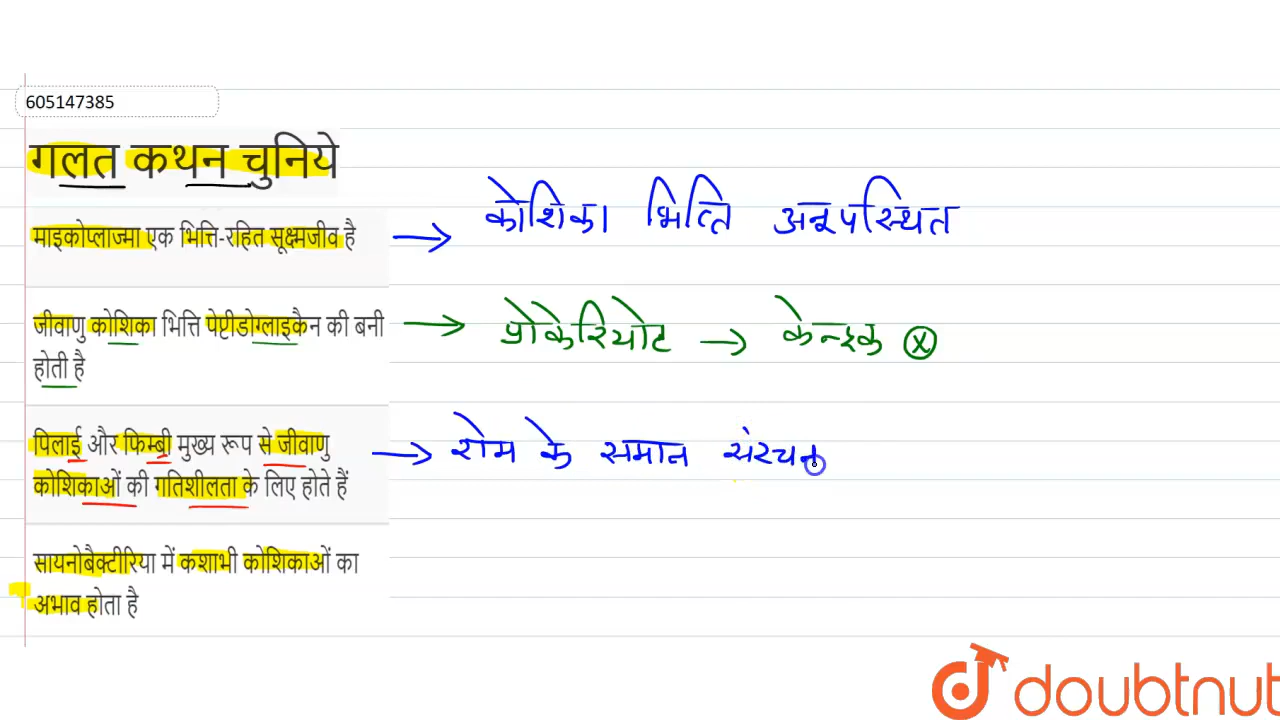 605147385
गलत कथन चुनिये
माइकोप्लाज्मा एक भित्ति-रहित सूक्ष्मजीव है
कोशिका भित्ति अनुपस्थित
जीवाणु कोशिका भित्ति पेप्टीडोग्लाइकैन की बनी
होती है
प्रोकेरियोट → केन्द्रक ⓧ
पिलाई और फिम्ब्री मुख्य रूप से जीवाणु
कोशिकाओं की गतिशीलता के लिए होते हैं
रोम के समान संरचन
सायनोबैक्टीरिया में कशाभी कोशिकाओं का
अभाव होता है
doubtnut